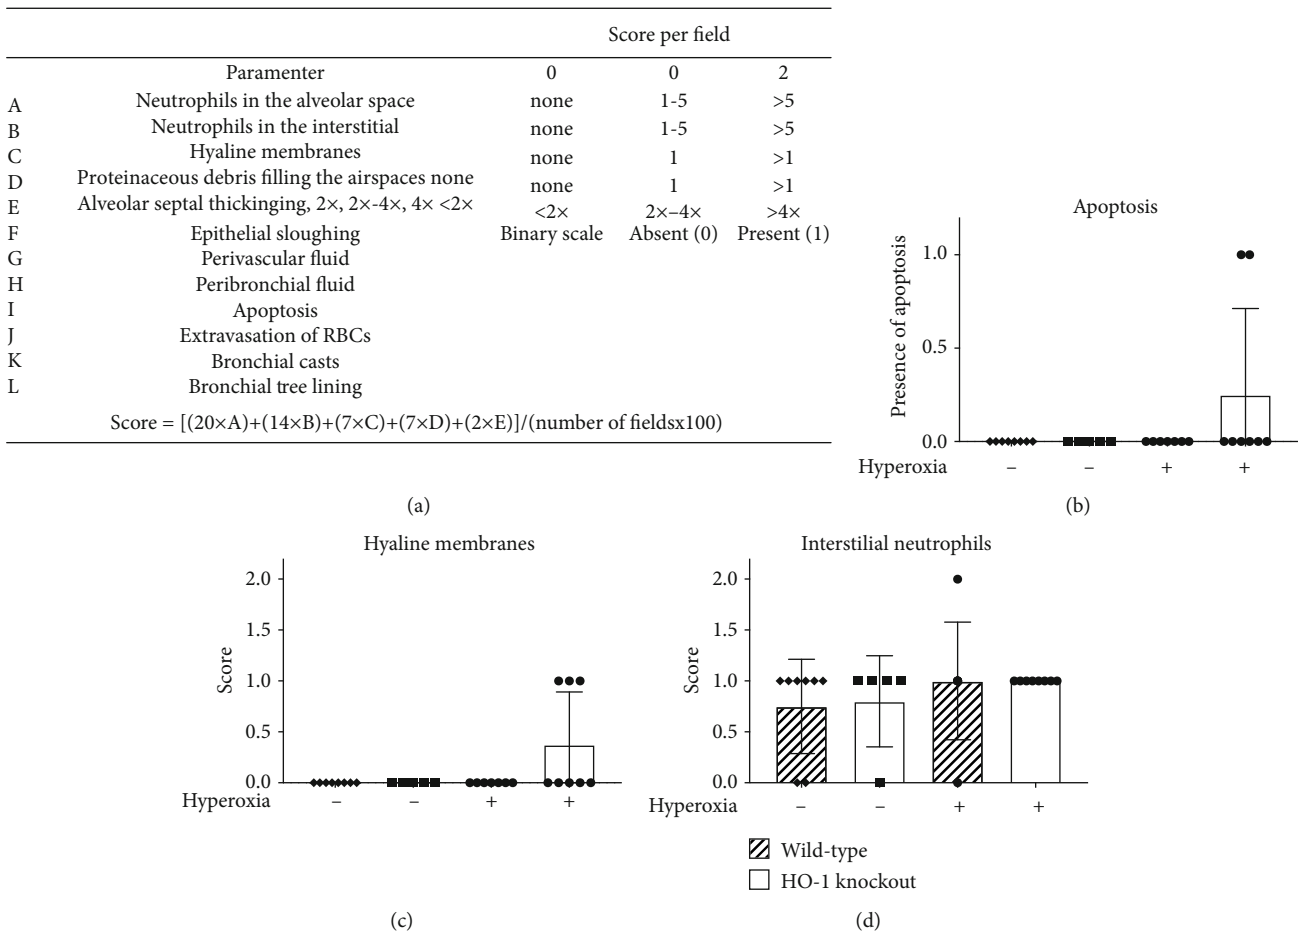 Score per field
Paramenter 0 0 2
A Neutrophils in the alveolar space none 1-5 >5
B Neutrophils in the interstitial none 1-5 >5
C Hyaline membranes none 1 >1
D Proteinaceous debris filling the airspaces none none 1 >1
E Alveolar septal thickinging, 2×, 2×-4×, 4× <2× <2× 2×–4× >4×
F Epithelial sloughing Binary scale Absent (0) Present (1)
G Perivascular fluid
H Peribronchial fluid
I Apoptosis
J Extravasation of RBCs
K Bronchial casts
L Bronchial tree lining
Score = [(20×A)+(14×B)+(7×C)+(7×D)+(2×E)]/(number of fieldsx100)
(a)
Apoptosis
Presence of apoptosis
1.0
0.5
0.0
Hyperoxia – – + +
(b)
Hyaline membranes
Score
2.0
1.5
1.0
0.5
0.0
Hyperoxia – – + +
(c)
Interstilial neutrophils
Score
2.0
1.5
1.0
0.5
0.0
Hyperoxia – – + +
Wild-type
HO-1 knockout
(d)